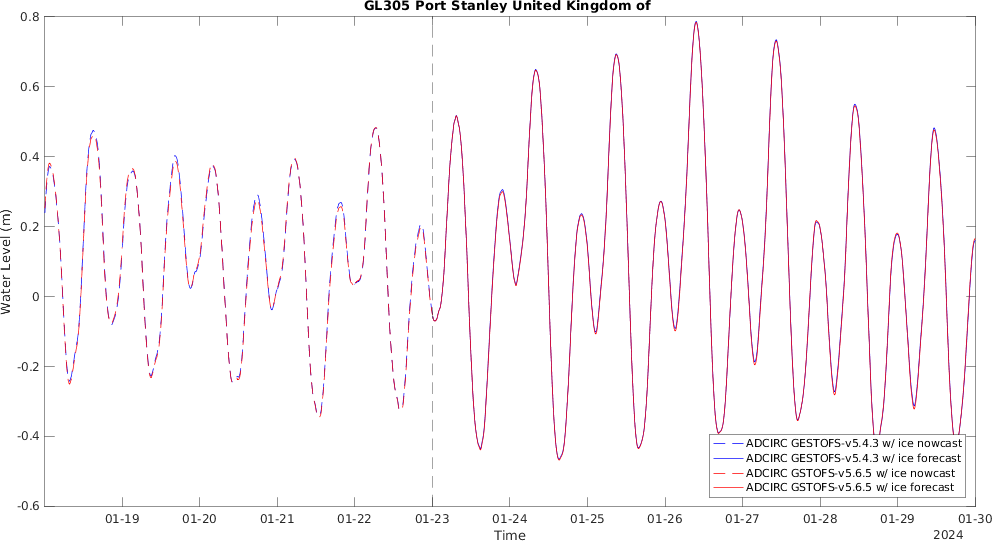 GL305 Port Stanley United Kingdom of
0.8
0.6
0.4
0.2
0
-0.2
-0.4
-0.6
Water Level (m)
ADCIRC GESTOFS-v5.4.3 w/ ice nowcast
ADCIRC GESTOFS-v5.4.3 w/ ice forecast
ADCIRC GSTOFS-v5.6.5 w/ ice nowcast
ADCIRC GSTOFS-v5.6.5 w/ ice forecast
01-19 01-20 01-21 01-22 01-23 01-24 01-25 01-26 01-27 01-28 01-29 01-30
Time
2024